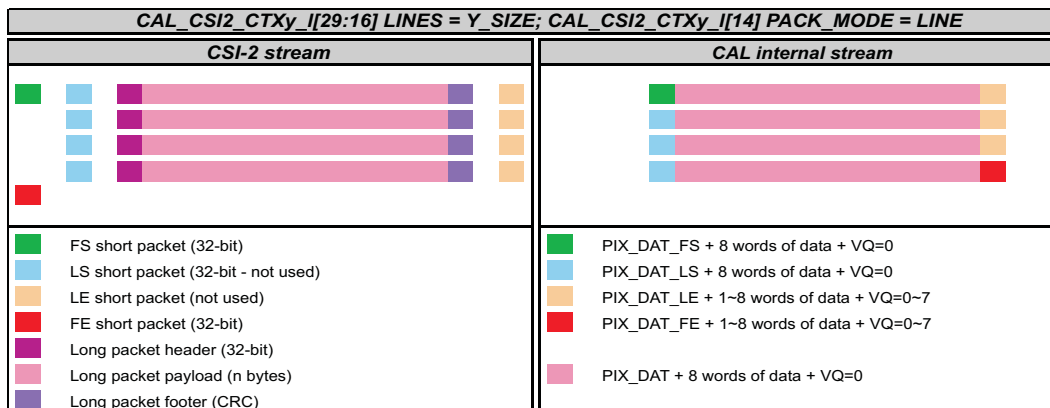 CAL_CSI2_CTXy_I[29:16] LINES = Y_SIZE; CAL_CSI2_CTXy_I[14] PACK_MODE = LINE
CSI-2 stream
CAL internal stream
FS short packet (32-bit)
LS short packet (32-bit - not used)
LE short packet (not used)
FE short packet (32-bit)
Long packet header (32-bit)
Long packet payload (n bytes)
Long packet footer (CRC)
PIX_DAT_FS + 8 words of data + VQ=0
PIX_DAT_LS + 8 words of data + VQ=0
PIX_DAT_LE + 1~8 words of data + VQ=0~7
PIX_DAT_FE + 1~8 words of data + VQ=0~7
PIX_DAT + 8 words of data + VQ=0